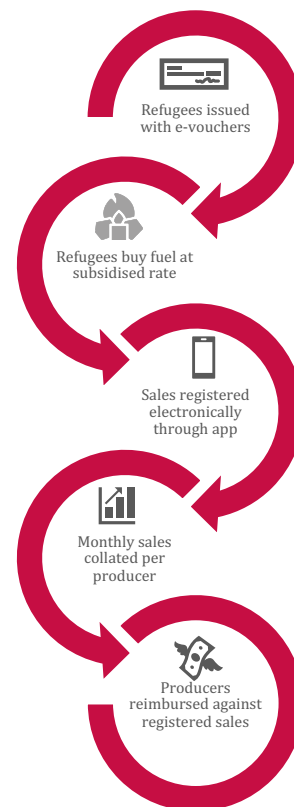 Refugees issued
with e-vouchers
Refugees buy fuel at
subsidised rate
Sales registered
electronically
through app
Monthly sales
collated per
producer
Producers
reimbursed against
registered sales